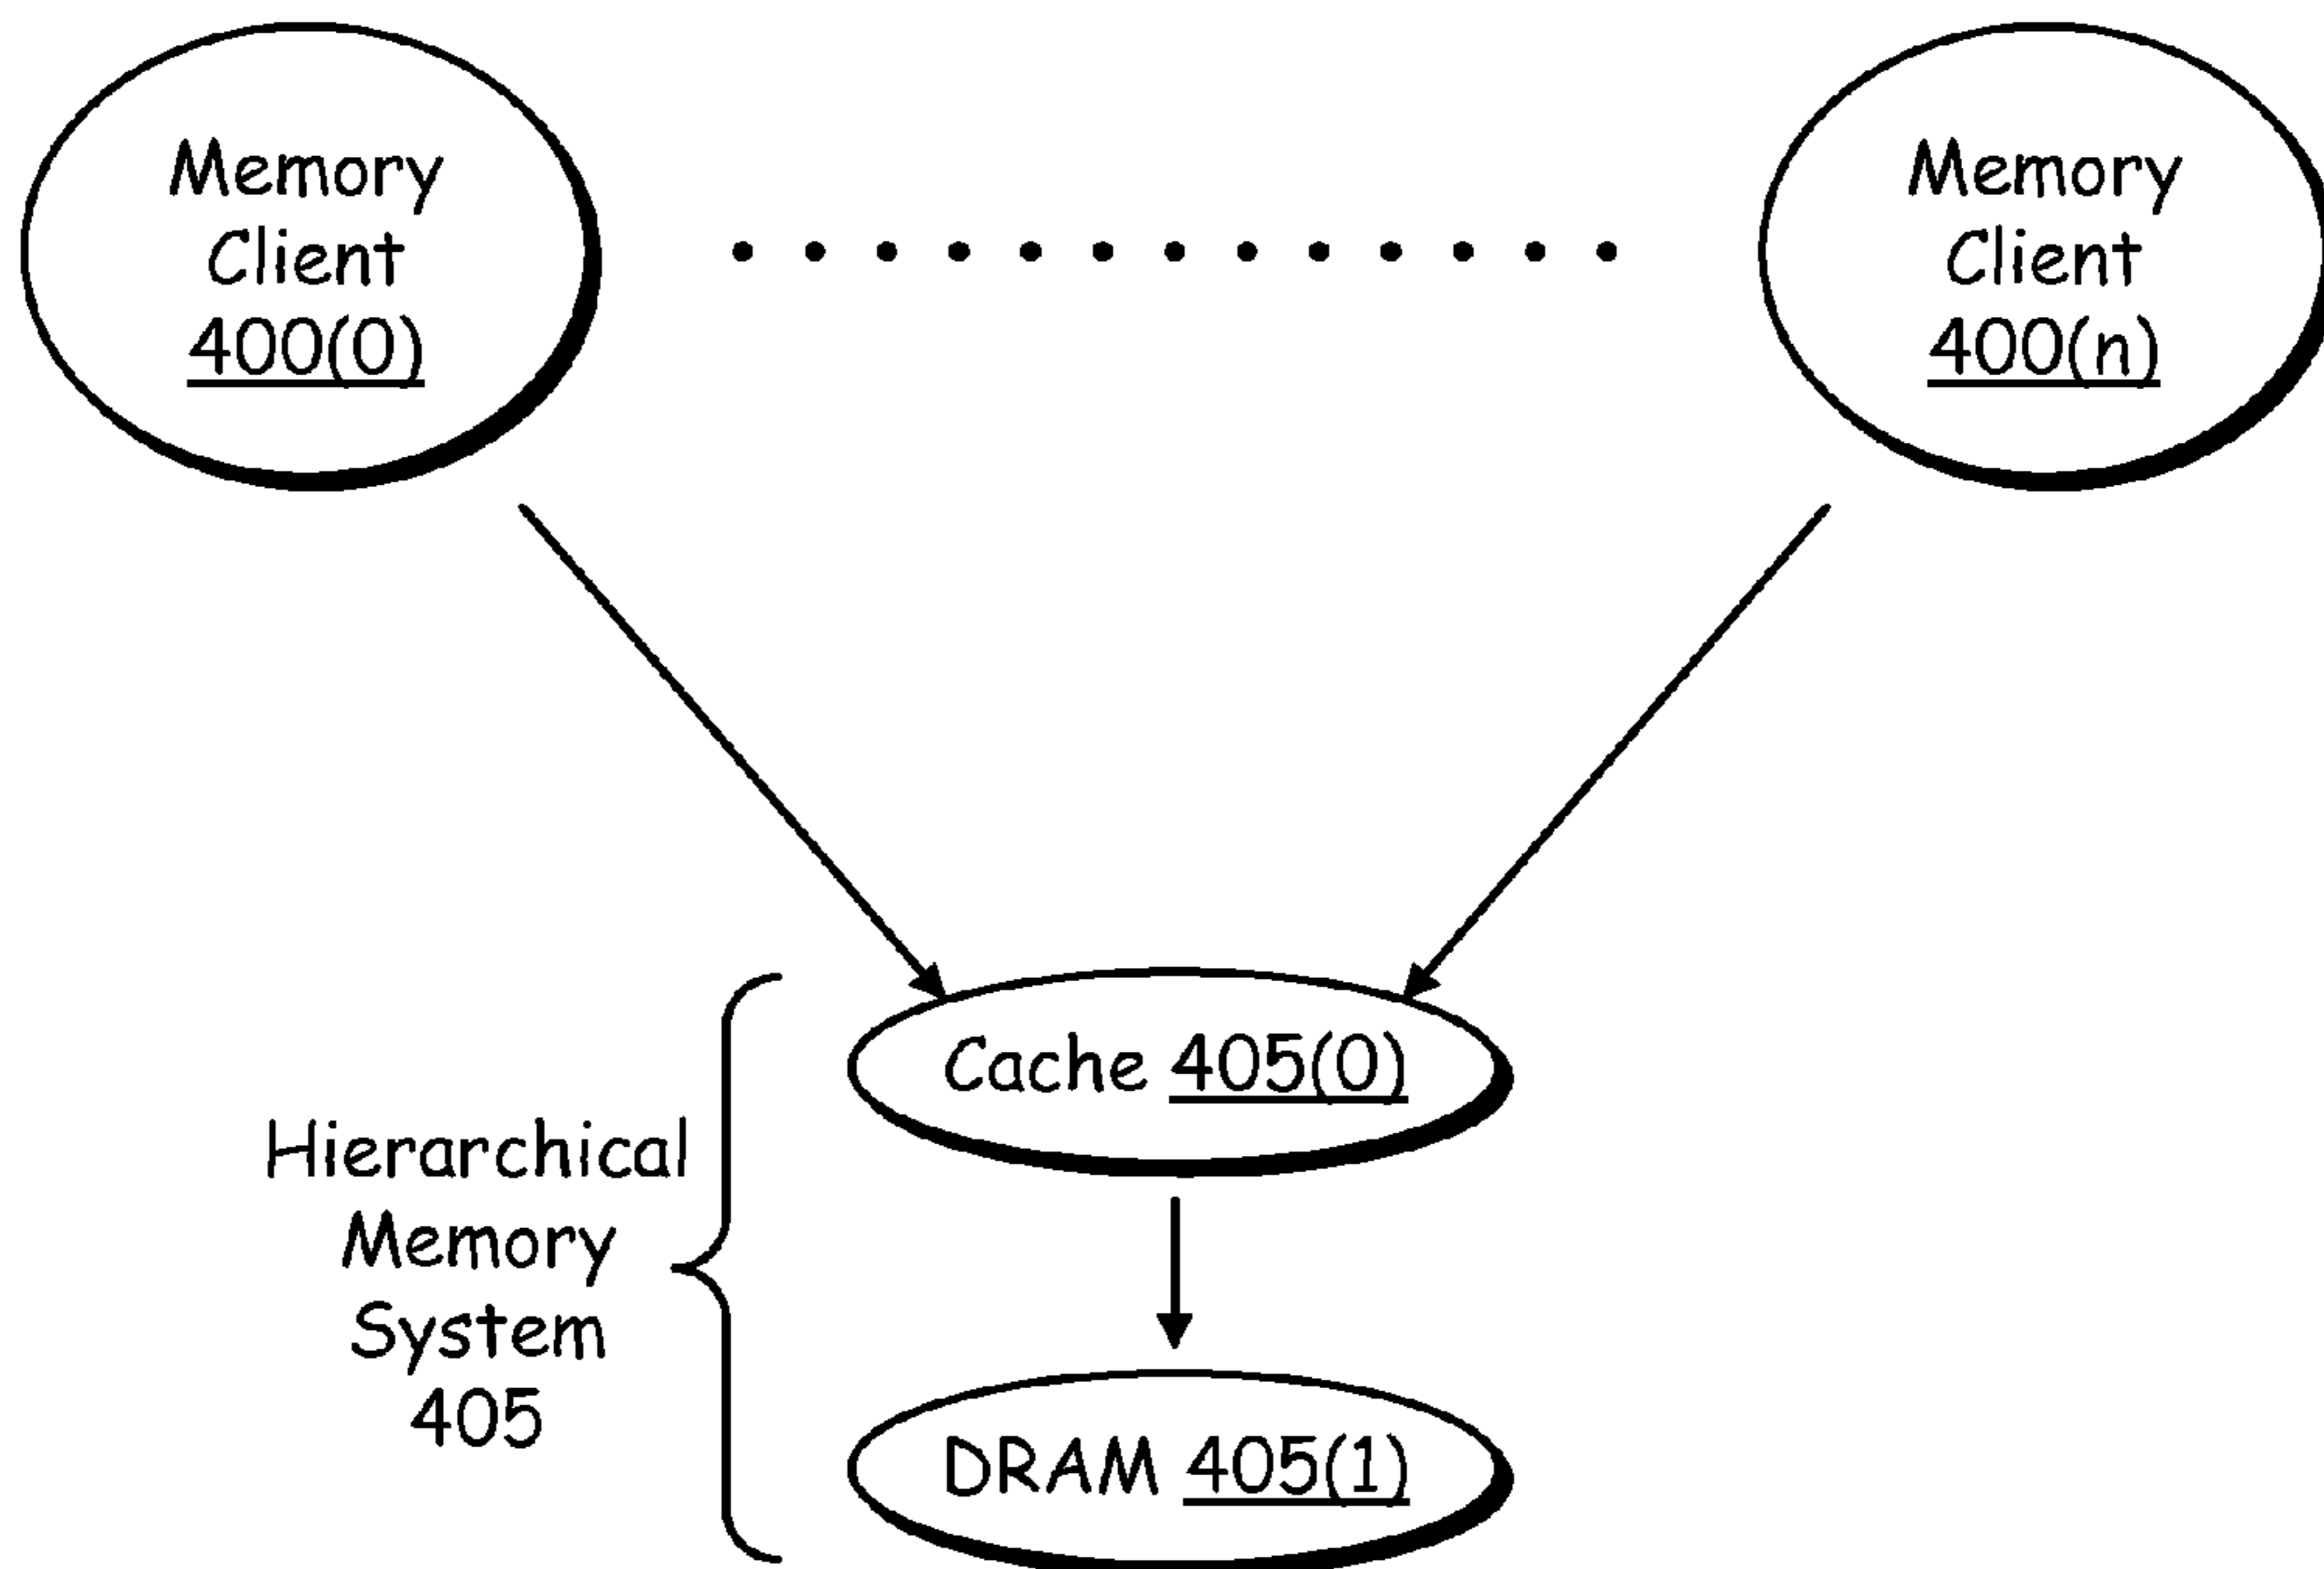 Memory
Client
400(0)
Memory
Client
400(n)
Cache 405(0)
Hierarchical
Memory
System
405
DRAM 405(1)